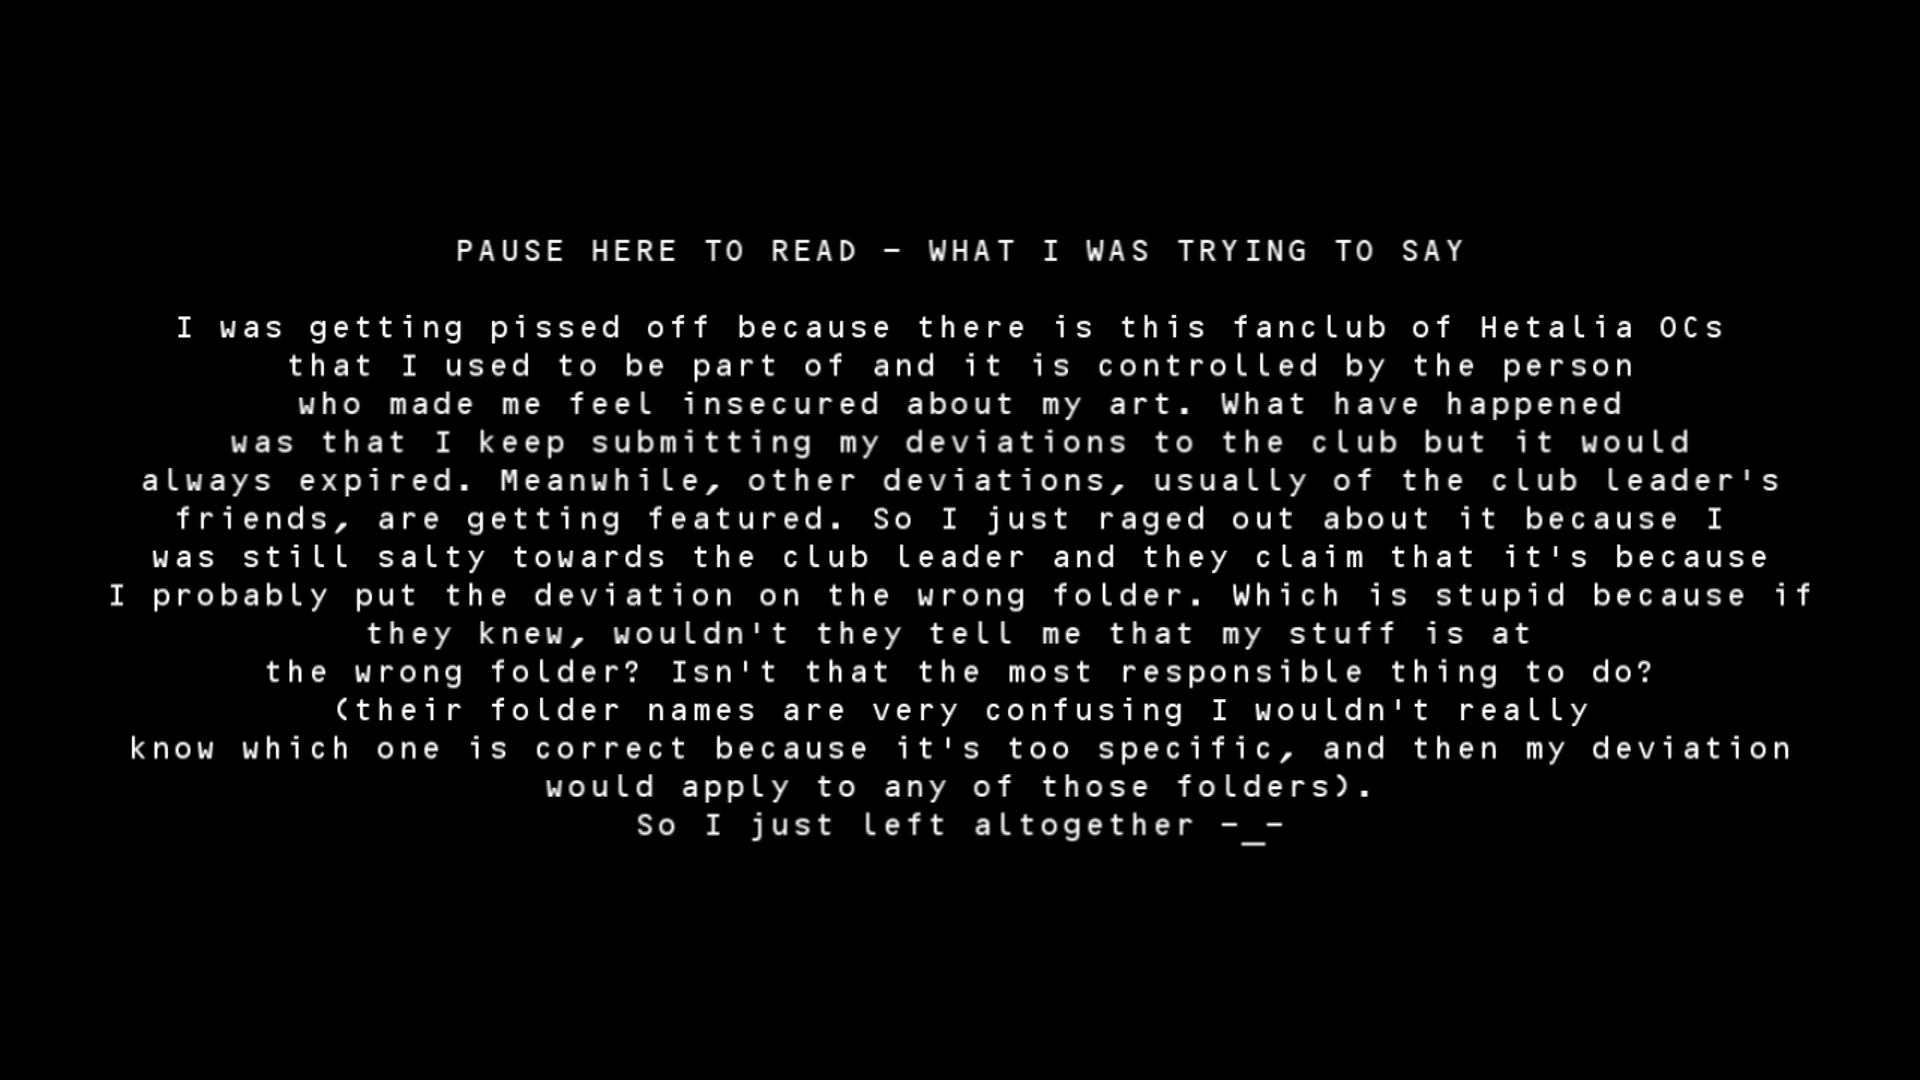 PAUSE HERE TO READ - WHAT I WAS TRYING TO SAY
I was getting pissed off because there is this fanclub of Hetalia OCs
that I used to be part of and it is controlled by the person
who made me feel insecured about my art. What have happened
was that I keep submitting my deviations to the club but it would
always expired. Meanwhile, other deviations, usually of the club leader's
friends, are getting featured. So I just raged out about it because I
was still salty towards the club leader and they claim that it's because
I probably put the deviation on the wrong folder. Which is stupid because if
they knew, wouldn't they tell me that my stuff is at
the wrong folder? Isn't that the most responsible thing to do?
(their folder names are very confusing I wouldn't really
know which one is correct because it's too specific, and then my deviation
would apply to any of those folders).
So I just left altogether -_-